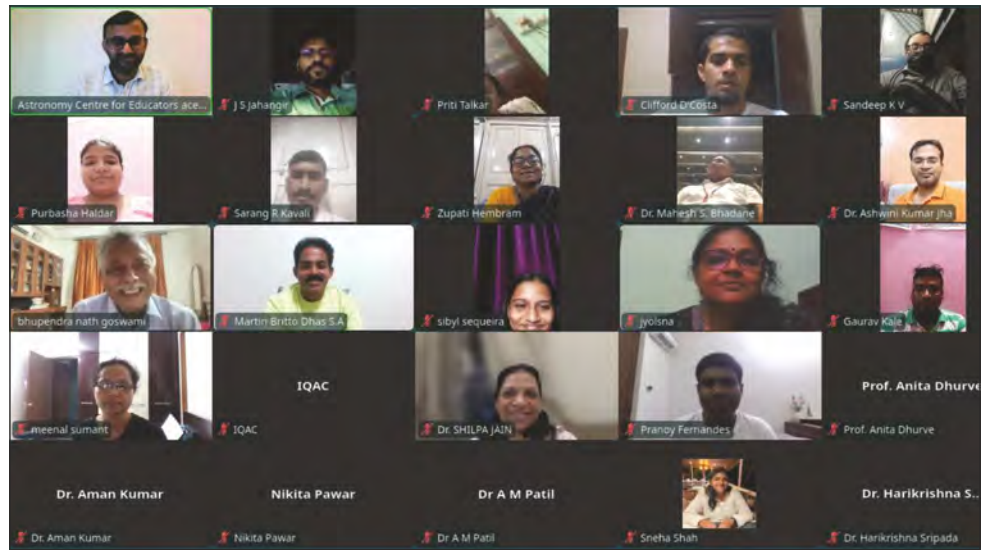 Astronomy Centre for Educators ace...
J S Jahangir
Priti Talkar
Clifford D'Costa
Sandeep K V
Purbasha Haldar
Sarang R Kavali
Zupati Hembram
Dr. Mahesh S. Bhadane
Dr. Ashwini Kumar jha
bhupendra nath goswami
Martin Britto Dhas S.A
sibyl sequeira
jyolsna
Gaurav Kale
meenal sumant
IQAC
IQAC
Dr. SHILPA JAIN
Pranoy Fernandes
Prof. Anita Dhurve
Prof. Anita Dhurve
Dr. Aman Kumar
Nikita Pawar
Dr A M Patil
Dr. Harikrishna S...
Dr. Aman Kumar
Nikita Pawar
Dr A M Patil
Sneha Shah
Dr. Harikrishna Sripada